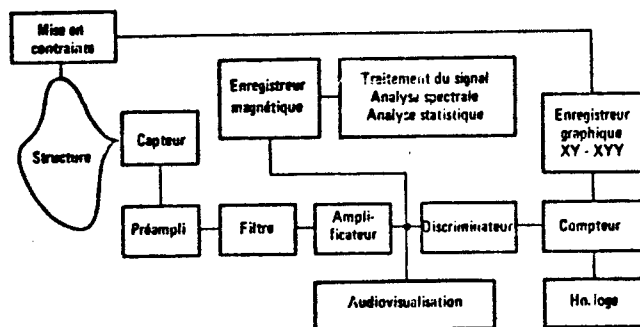 Mise en
contrainte
Structure
Capteur
Enregistreur
magnétique
Traitement du signal
Analyse spectrale
Analyse statistique
Enregistreur
graphique
XY - XYY
Préampli
Filtre
Ampli-
ficateur
Discriminateur
Compteur
Audiovisualisation